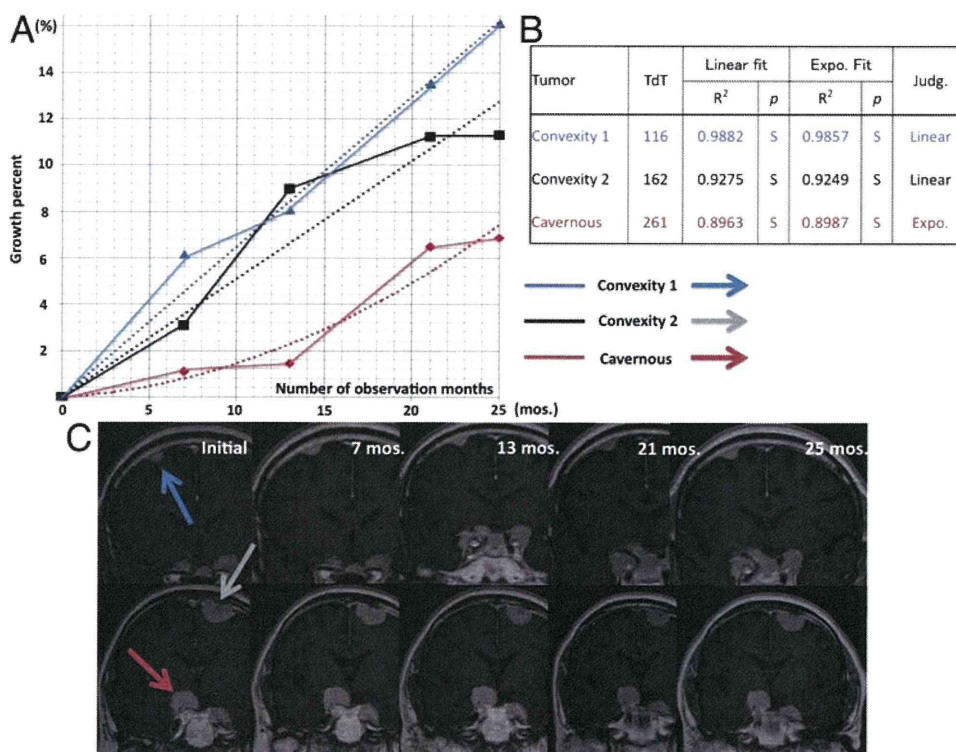 A
(%)
14
12
10
8
6
4
2
Growth percent
Number of observation months
0 5 10 15 20 25 (mos.)
B
Tumor TdT Linear fit Expo. Fit Judg.
R² p R² p
Convexity 1 116 0.9882 S 0.9857 S Linear
Convexity 2 162 0.9275 S 0.9249 S Linear
Cavernous 261 0.8963 S 0.8987 S Expo.
Convexity 1
Convexity 2
Cavernous
C
Initial 7 mos. 13 mos. 21 mos. 25 mos.